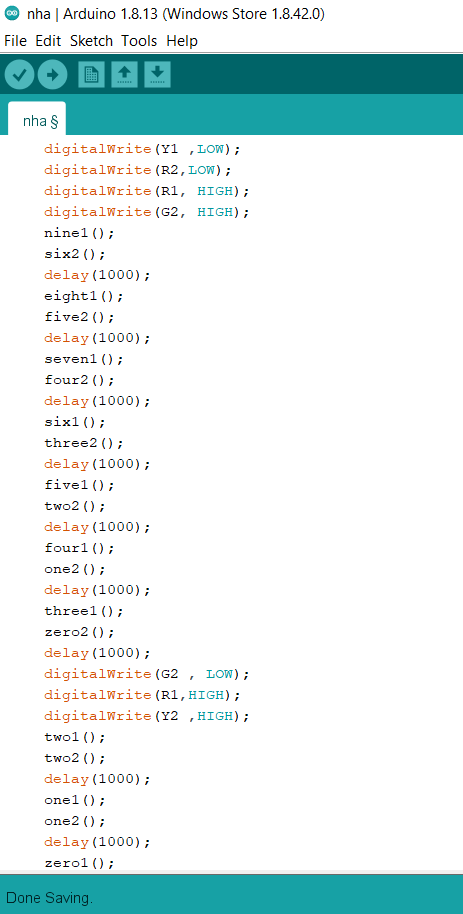 nha | Arduino 1.8.13 (Windows Store 1.8.42.0)
File Edit Sketch Tools Help
nha §
digitalWrite(Y1 ,LOW);
digitalWrite(R2,LOW);
digitalWrite(R1, HIGH);
digitalWrite(G2, HIGH);
nine1();
six2();
delay(1000);
eight1();
five2();
delay(1000);
seven1();
four2();
delay(1000);
six1();
three2();
delay(1000);
five1();
two2();
delay(1000);
four1();
one2();
delay(1000);
three1();
zero2();
delay(1000);
digitalWrite(G2 , LOW);
digitalWrite(R1,HIGH);
digitalWrite(Y2 ,HIGH);
two1();
two2();
delay(1000);
one1();
one2();
delay(1000);
zero1();
Done Saving.